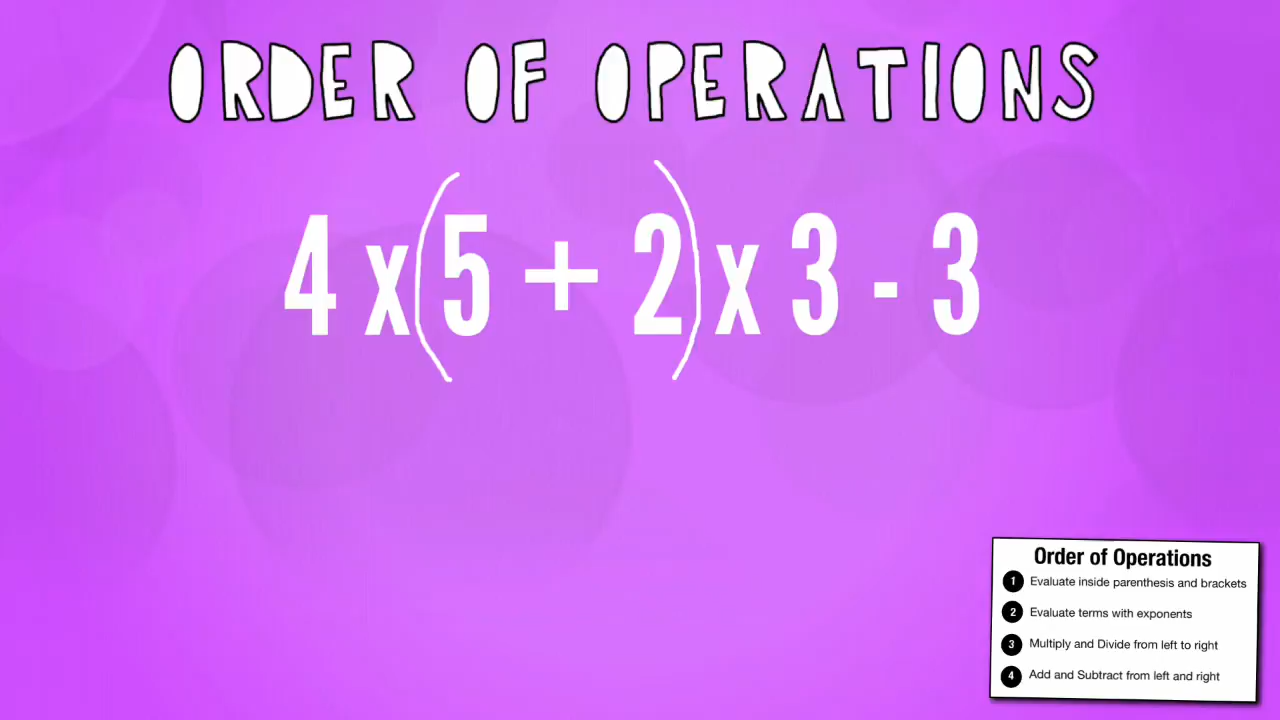 ORDER OF OPERATIONS
4 x (5 + 2) x 3 - 3
Order of Operations
1 Evaluate inside parenthesis and brackets
2 Evaluate terms with exponents
3 Multiply and Divide from left to right
4 Add and Subtract from left and right